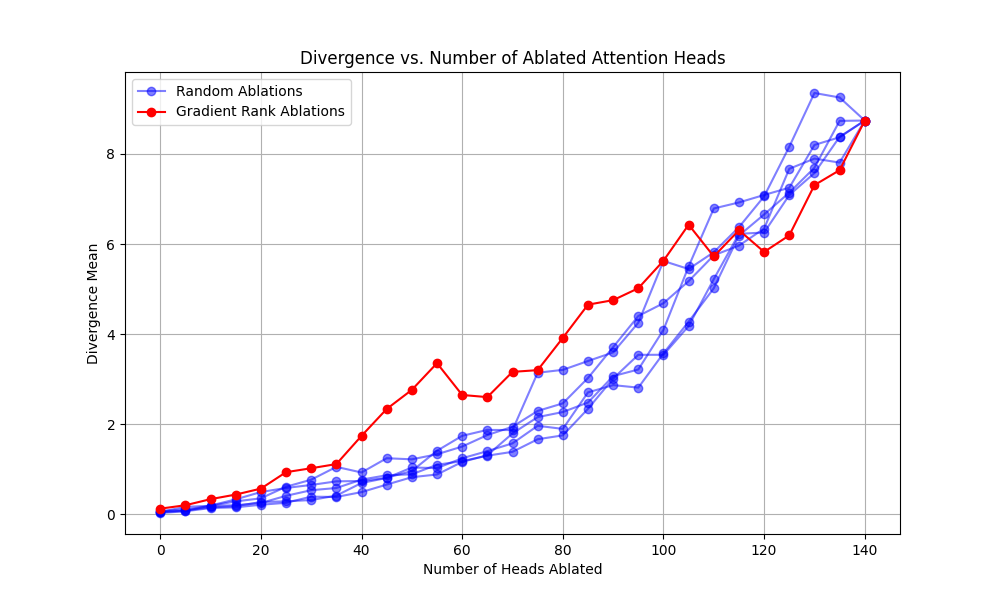 Divergence vs. Number of Ablated Attention Heads
Random Ablations
Gradient Rank Ablations
Divergence Mean
8
6
4
2
0
0 20 40 60 80 100 120 140
Number of Heads Ablated